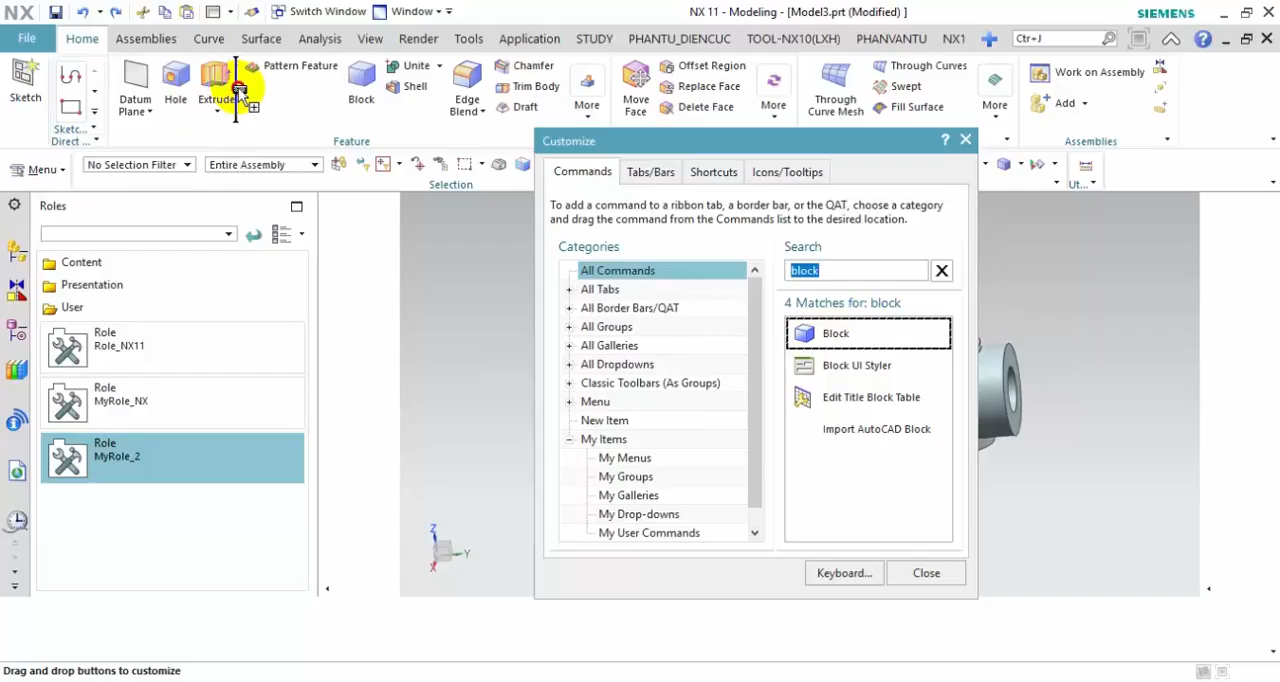 NX
Switch Window
Window
NX 11 - Modeling - [Model3.prt (Modified) ]
SIEMENS
File
Home
Assemblies
Curve
Surface
Analysis
View
Render
Tools
Application
STUDY
PHANTU_DIENCUC
TOOL-NX10(LXH)
PHANVANTU
NX1
Ctr+J
Sketch
Sketc...
Direct ...
Datum
Plane
Hole
Extrude
Pattern Feature
Block
Unite
Shell
Edge
Blend
Chamfer
Trim Body
Draft
More
Feature
Move
Face
Offset Region
Replace Face
Delete Face
More
Through
Curve Mesh
Through Curves
Swept
Fill Surface
More
Work on Assembly
Add
Assemblies
Menu
No Selection Filter
Entire Assembly
Selection
Ut...
Roles
Content
Presentation
User
Role
Role_NX11
Role
MyRole_NX
Role
MyRole_2
Customize
?
Commands
Tabs/Bars
Shortcuts
Icons/Tooltips
To add a command to a ribbon tab, a border bar, or the QAT, choose a category
and drag the command from the Commands list to the desired location.
Categories
All Commands
All Tabs
All Border Bars/QAT
All Groups
All Galleries
All Dropdowns
Classic Toolbars (As Groups)
Menu
New Item
My Items
My Menus
My Groups
My Galleries
My Drop-downs
My User Commands
Search
block
4 Matches for: block
Block
Block UI Styler
Edit Title Block Table
Import AutoCAD Block
Keyboard...
Close
Z
Y
X
Drag and drop buttons to customize